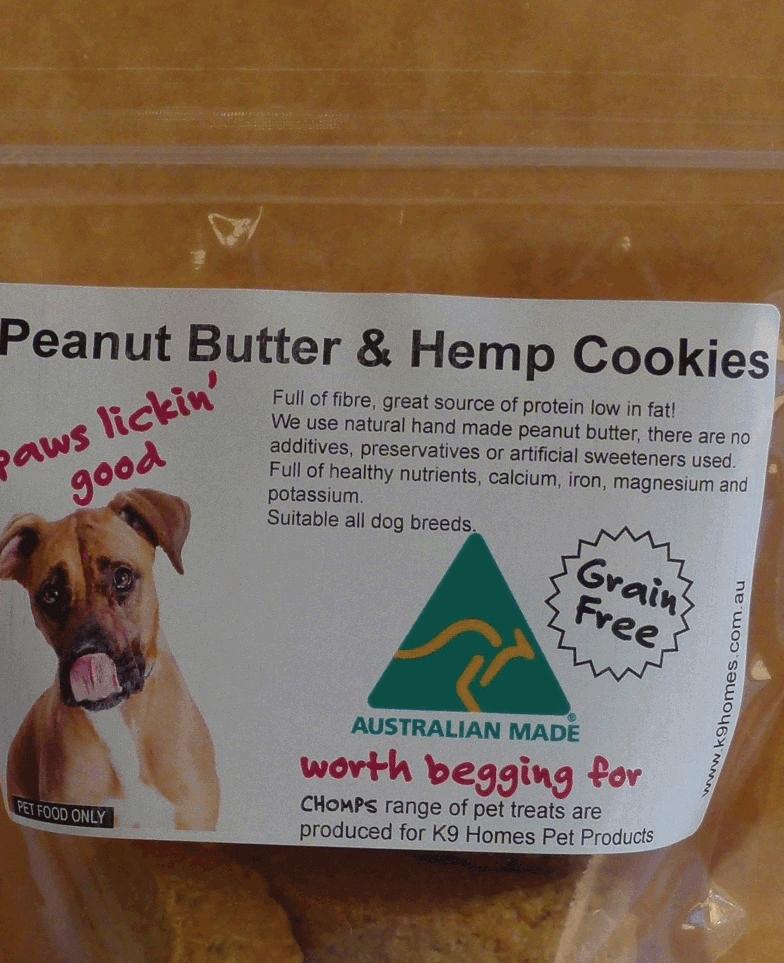 Peanut Butter & Hemp Cookies
paws lickin'
good
Full of fibre, great source of protein low in fat!
We use natural hand made peanut butter, there are no
additives, preservatives or artificial sweeteners used.
Full of healthy nutrients, calcium, iron, magnesium and
potassium.
Suitable all dog breeds.
Grain
Free
AUSTRALIAN MADE®
worth begging for
CHOMPS range of pet treats are
produced for K9 Homes Pet Products
PET FOOD ONLY
www.k9homes.com.au